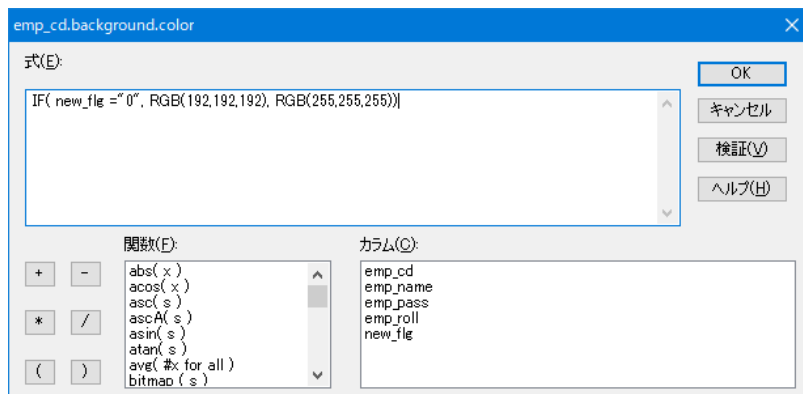 emp_cd.background.color
式(E):
IF( new_flg ="0", RGB(192,192,192), RGB(255,255,255))
OK
キャンセル
検証(V)
ヘルプ(H)
関数(F):
カラム(C):
+ -
* /
( )
abs( x )
acos( x )
asc( s )
ascA( s )
asin( s )
atan( s )
avg( #x for all )
bitmap ( s )
emp_cd
emp_name
emp_pass
emp_roll
new_flg